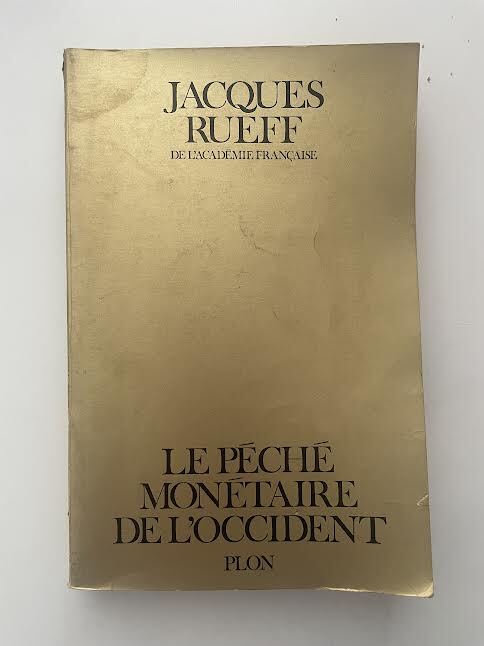 JACQUES
RUEFF
DE L'ACADÉMIE FRANÇAISE
LE PÉCHÉ
MONÉTAIRE
DE L'OCCIDENT
PLON